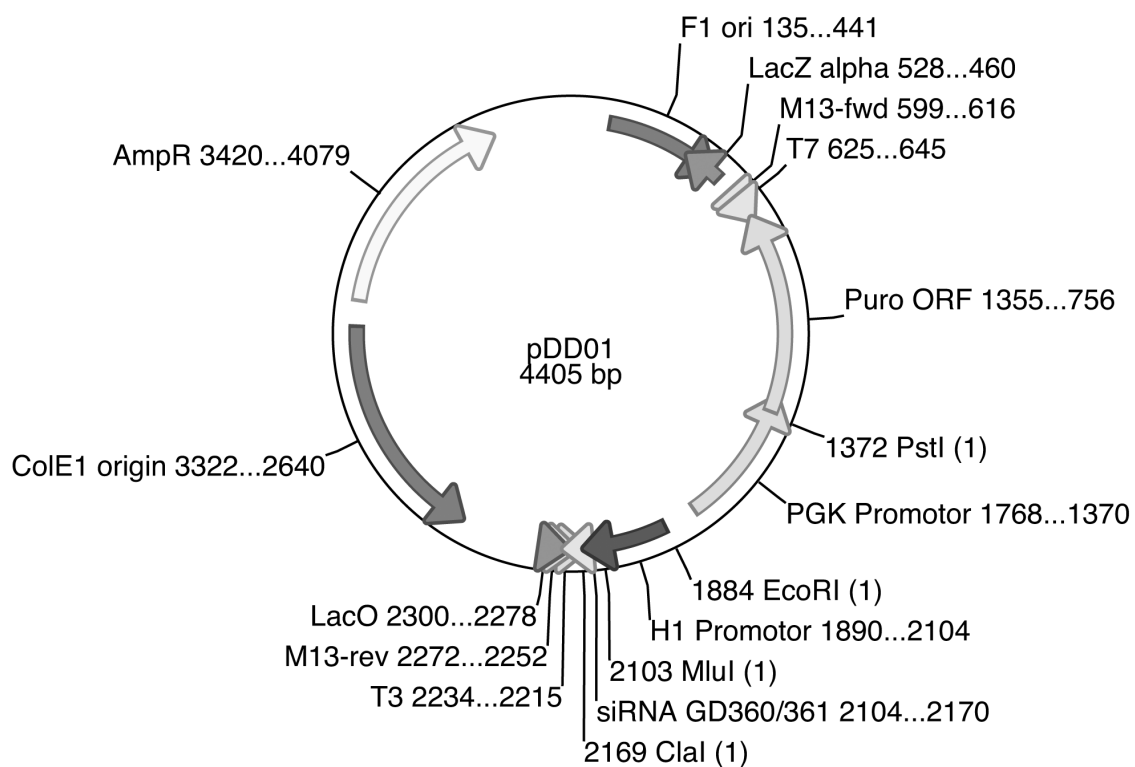 F1 ori 135...441
LacZ alpha 528...460
M13-fwd 599...616
T7 625...645
AmpR 3420...4079
Puro ORF 1355...756
pDD01
4405 bp
1372 PstI (1)
ColE1 origin 3322...2640
PGK Promotor 1768...1370
1884 EcoRI (1)
LacO 2300...2278
H1 Promotor 1890...2104
M13-rev 2272...2252
2103 MluI (1)
T3 2234...2215
siRNA GD360/361 2104...2170
2169 ClaI (1)